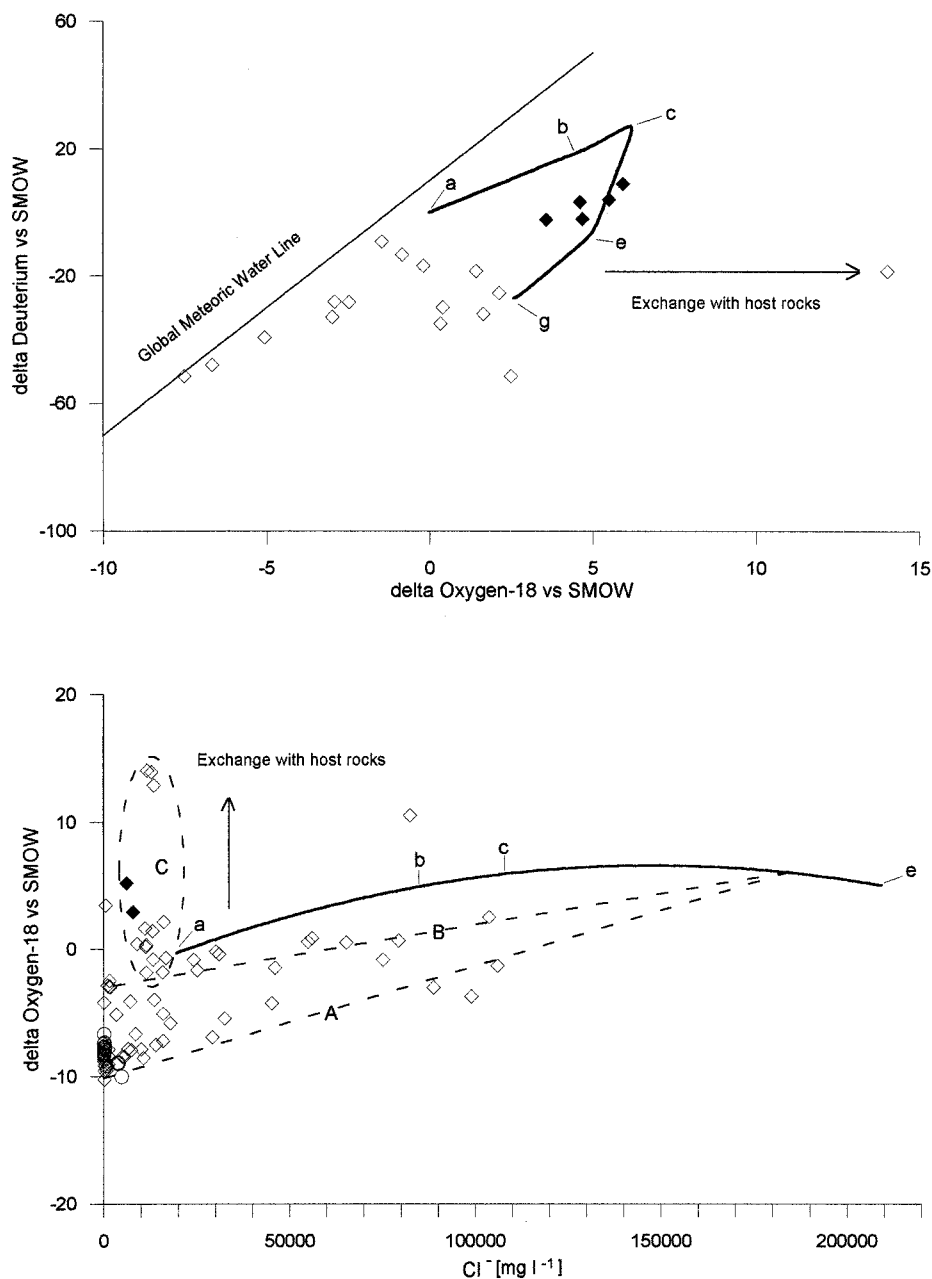 60
20
-20
-60
-100
delta Deuterium vs SMOW
Global Meteoric Water Line
a
b
c
e
g
Exchange with host rocks
-10
-5
0
5
10
15
delta Oxygen-18 vs SMOW
20
10
0
-10
-20
delta Oxygen-18 vs SMOW
Exchange with host rocks
C
a
b
c
e
B
A
0
50000
100000
150000
200000
Cl⁻ [mg l⁻¹]